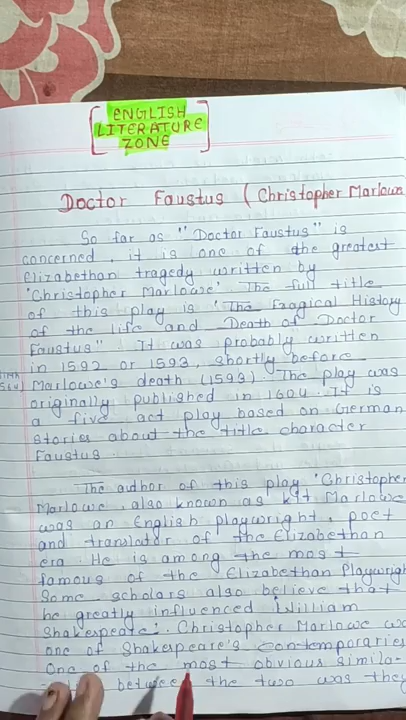 ENGLISH
LITERATURE
ZONE
Doctor Faustus ( Christopher Marlowe
So far as "Doctor Faustus" is
concerned, it is one of the greatest
Elizabethan tragedy written by
'Christopher Marlowe'. The full title
of this play is "The Tragical History
of the life and Death of Doctor
Faustus" It was probably written
in 1592 or 1593, shortly before
Marlowe's death (1593). The play was
originally published in 1604. It is
a five act play based on German
stories about the title character
Faustus.
The author of this play 'Christopher
Marlowe, also known as Kit Marlowe
was an English playwright, poet
and translator of the Elizabethan
era. He is among the most
famous of the Elizabethan Playwrigh
Some scholars also believe that
he greatly influenced William
Shakespeare'. Christopher Marlowe wa
one of Shakespeare's contemporaries
One of the most obvious simila-
between the two was they